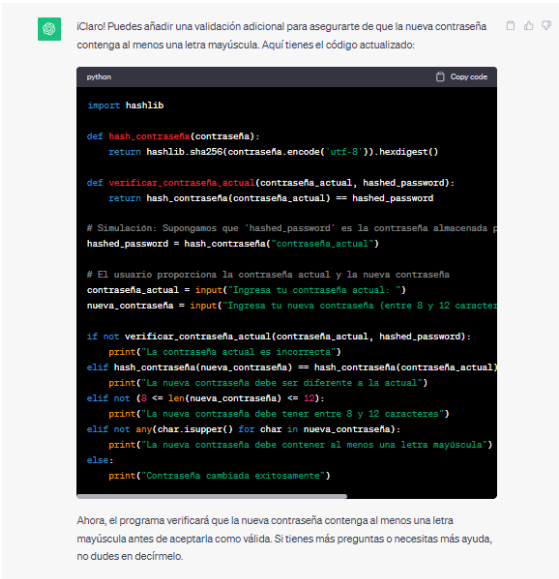 ¡Claro! Puedes añadir una validación adicional para asegurarte de que la nueva contraseña
contenga al menos una letra mayúscula. Aquí tienes el código actualizado:
python
Copy code
import hashlib
def hash_contraseña(contraseña):
return hashlib.sha256(contraseña.encode('utf-8')).hexdigest()
def verificar_contraseña_actual(contraseña_actual, hashed_password):
return hash_contraseña(contraseña_actual) == hashed_password
# Simulación: Supongamos que 'hashed_password' es la contraseña almacenada p
hashed_password = hash_contraseña("contraseña_actual")
# El usuario proporciona la contraseña actual y la nueva contraseña
contraseña_actual = input("Ingresa tu contraseña actual: ")
nueva_contraseña = input("Ingresa tu nueva contraseña (entre 8 y 12 caracter
if not verificar_contraseña_actual(contraseña_actual, hashed_password):
print("La contraseña actual es incorrecta")
elif hash_contraseña(nueva_contraseña) == hash_contraseña(contraseña_actual)
print("La nueva contraseña debe ser diferente a la actual")
elif not (8 <= len(nueva_contraseña) <= 12):
print("La nueva contraseña debe tener entre 8 y 12 caracteres")
elif not any(char.isupper() for char in nueva_contraseña):
print("La nueva contraseña debe contener al menos una letra mayúscula")
else:
print("Contraseña cambiada exitosamente")
Ahora, el programa verificará que la nueva contraseña contenga al menos una letra
mayúscula antes de aceptarla como válida. Si tienes más preguntas o necesitas más ayuda,
no dudes en decírmelo.